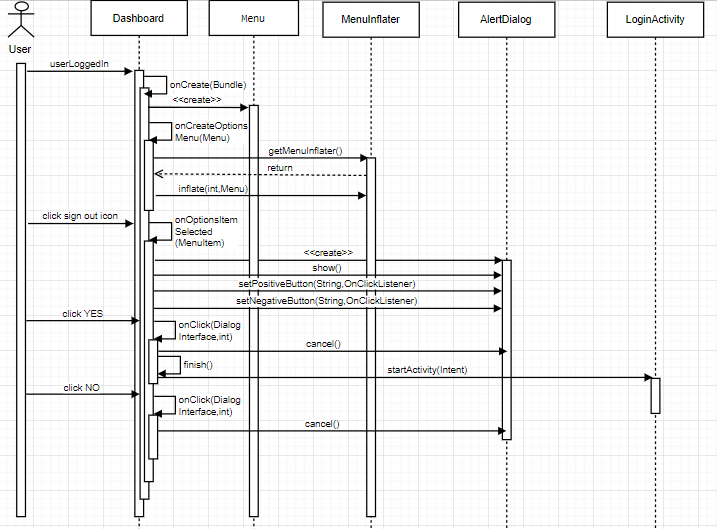 Dashboard
Menu
MenuInflater
AlertDialog
LoginActivity
User
userLoggedIn
onCreate(Bundle)
<<create>>
onCreateOptions
Menu(Menu)
getMenuInflater()
return
inflate(int,Menu)
click sign out icon
onOptionsItem
Selected
(MenuItem)
<<create>>
show()
setPositiveButton(String,OnClickListener)
setNegativeButton(String,OnClickListener)
click YES
onClick(Dialog
Interface,int)
cancel()
finish()
startActivity(Intent)
click NO
onClick(Dialog
Interface,int)
cancel()